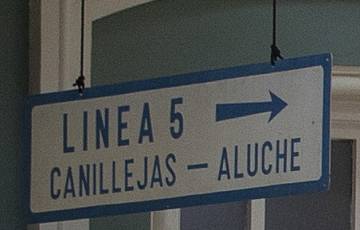 LINEA 5 →
CANILLEJAS — ALUCHE